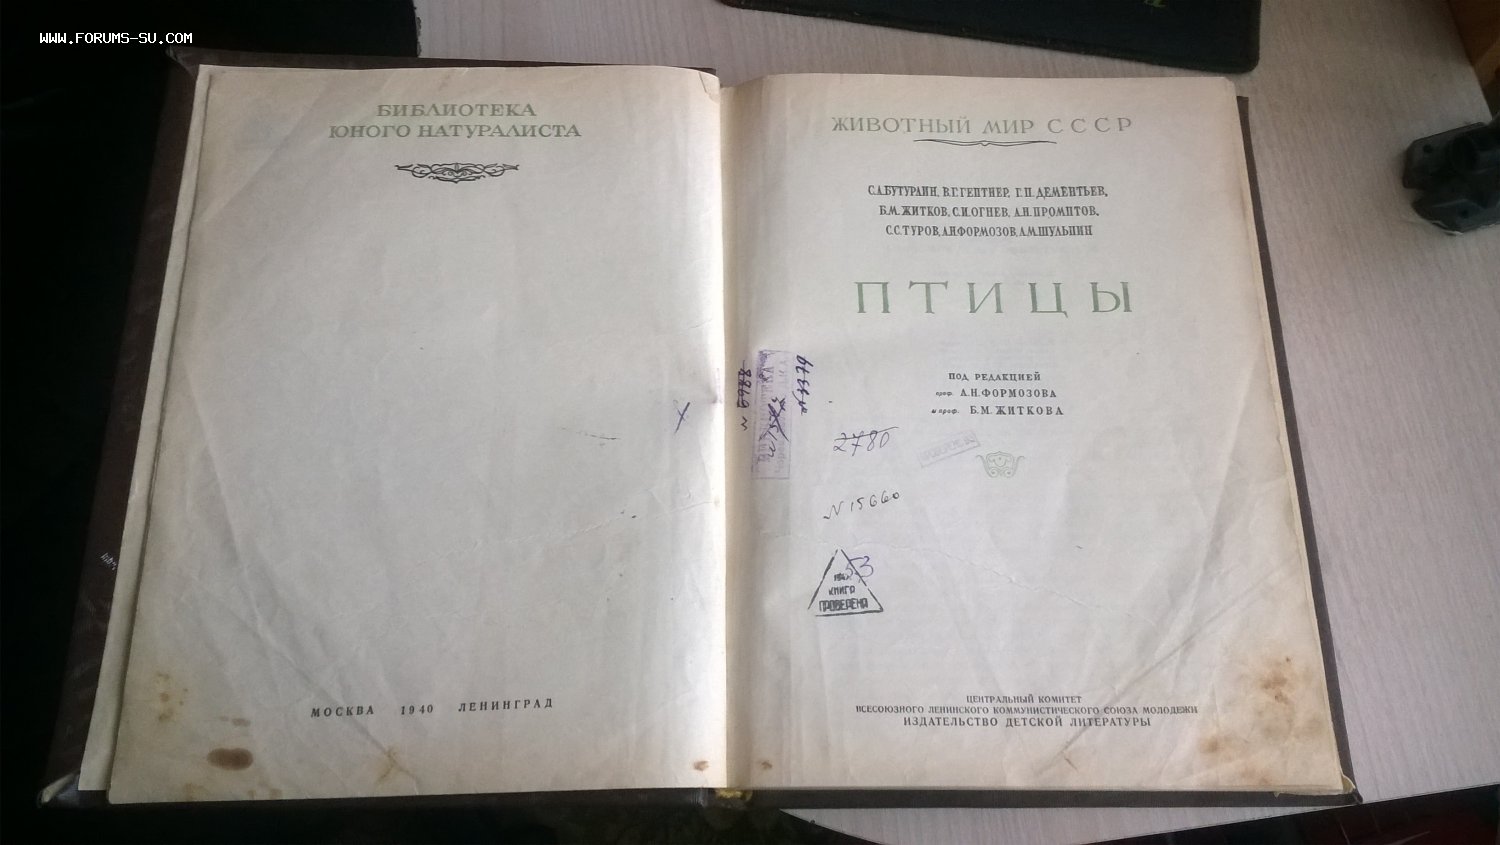 WWW.FORUMS-SU.COM
БИБЛИОТЕКА
ЮНОГО НАТУРАЛИСТА
МОСКВА 1940 ЛЕНИНГРАД
ЖИВОТНЫЙ МИР СССР
С.А.БУТУРЛИН, В.Г.ГЕПТНЕР, Г.П.ДЕМЕНТЬЕВ,
Б.М.ЖИТКОВ, С.И.ОГНЕВ, А.Н.ПРОМПТОВ,
С.С.ТУРОВ, А.Н.ФОРМОЗОВ, Л.М.ШУЛЬПИН
ПТИЦЫ
ПОД РЕДАКЦИЕЙ
проф. А.Н.ФОРМОЗОВА
и проф. Б.М.ЖИТКОВА
2780
N 15660
53
КНИГА
ПРОВЕРЕНА
ЦЕНТРАЛЬНЫЙ КОМИТЕТ
ВСЕСОЮЗНОГО ЛЕНИНСКОГО КОММУНИСТИЧЕСКОГО СОЮЗА МОЛОДЕЖИ
ИЗДАТЕЛЬСТВО ДЕТСКОЙ ЛИТЕРАТУРЫ